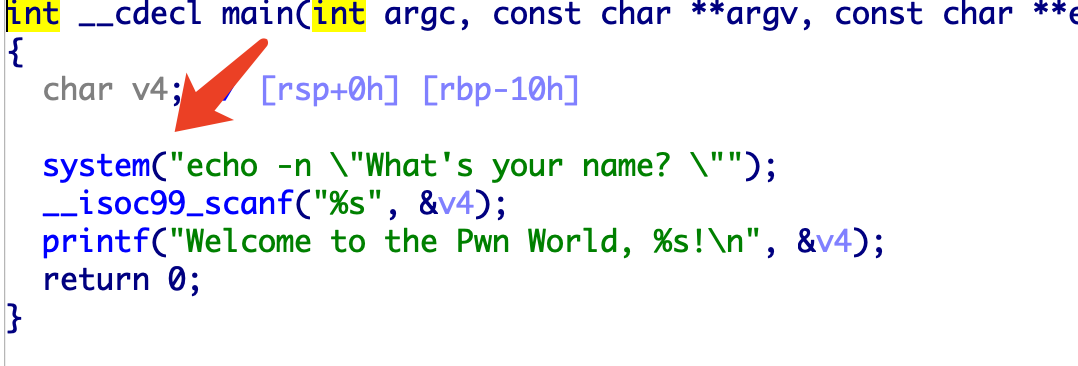 int __cdecl main(int argc, const char **argv, const char **e
{
char v4; [rsp+0h] [rbp-10h]
system("echo -n \"What's your name? \"");
__isoc99_scanf("%s", &v4);
printf("Welcome to the Pwn World, %s!\n", &v4);
return 0;
}